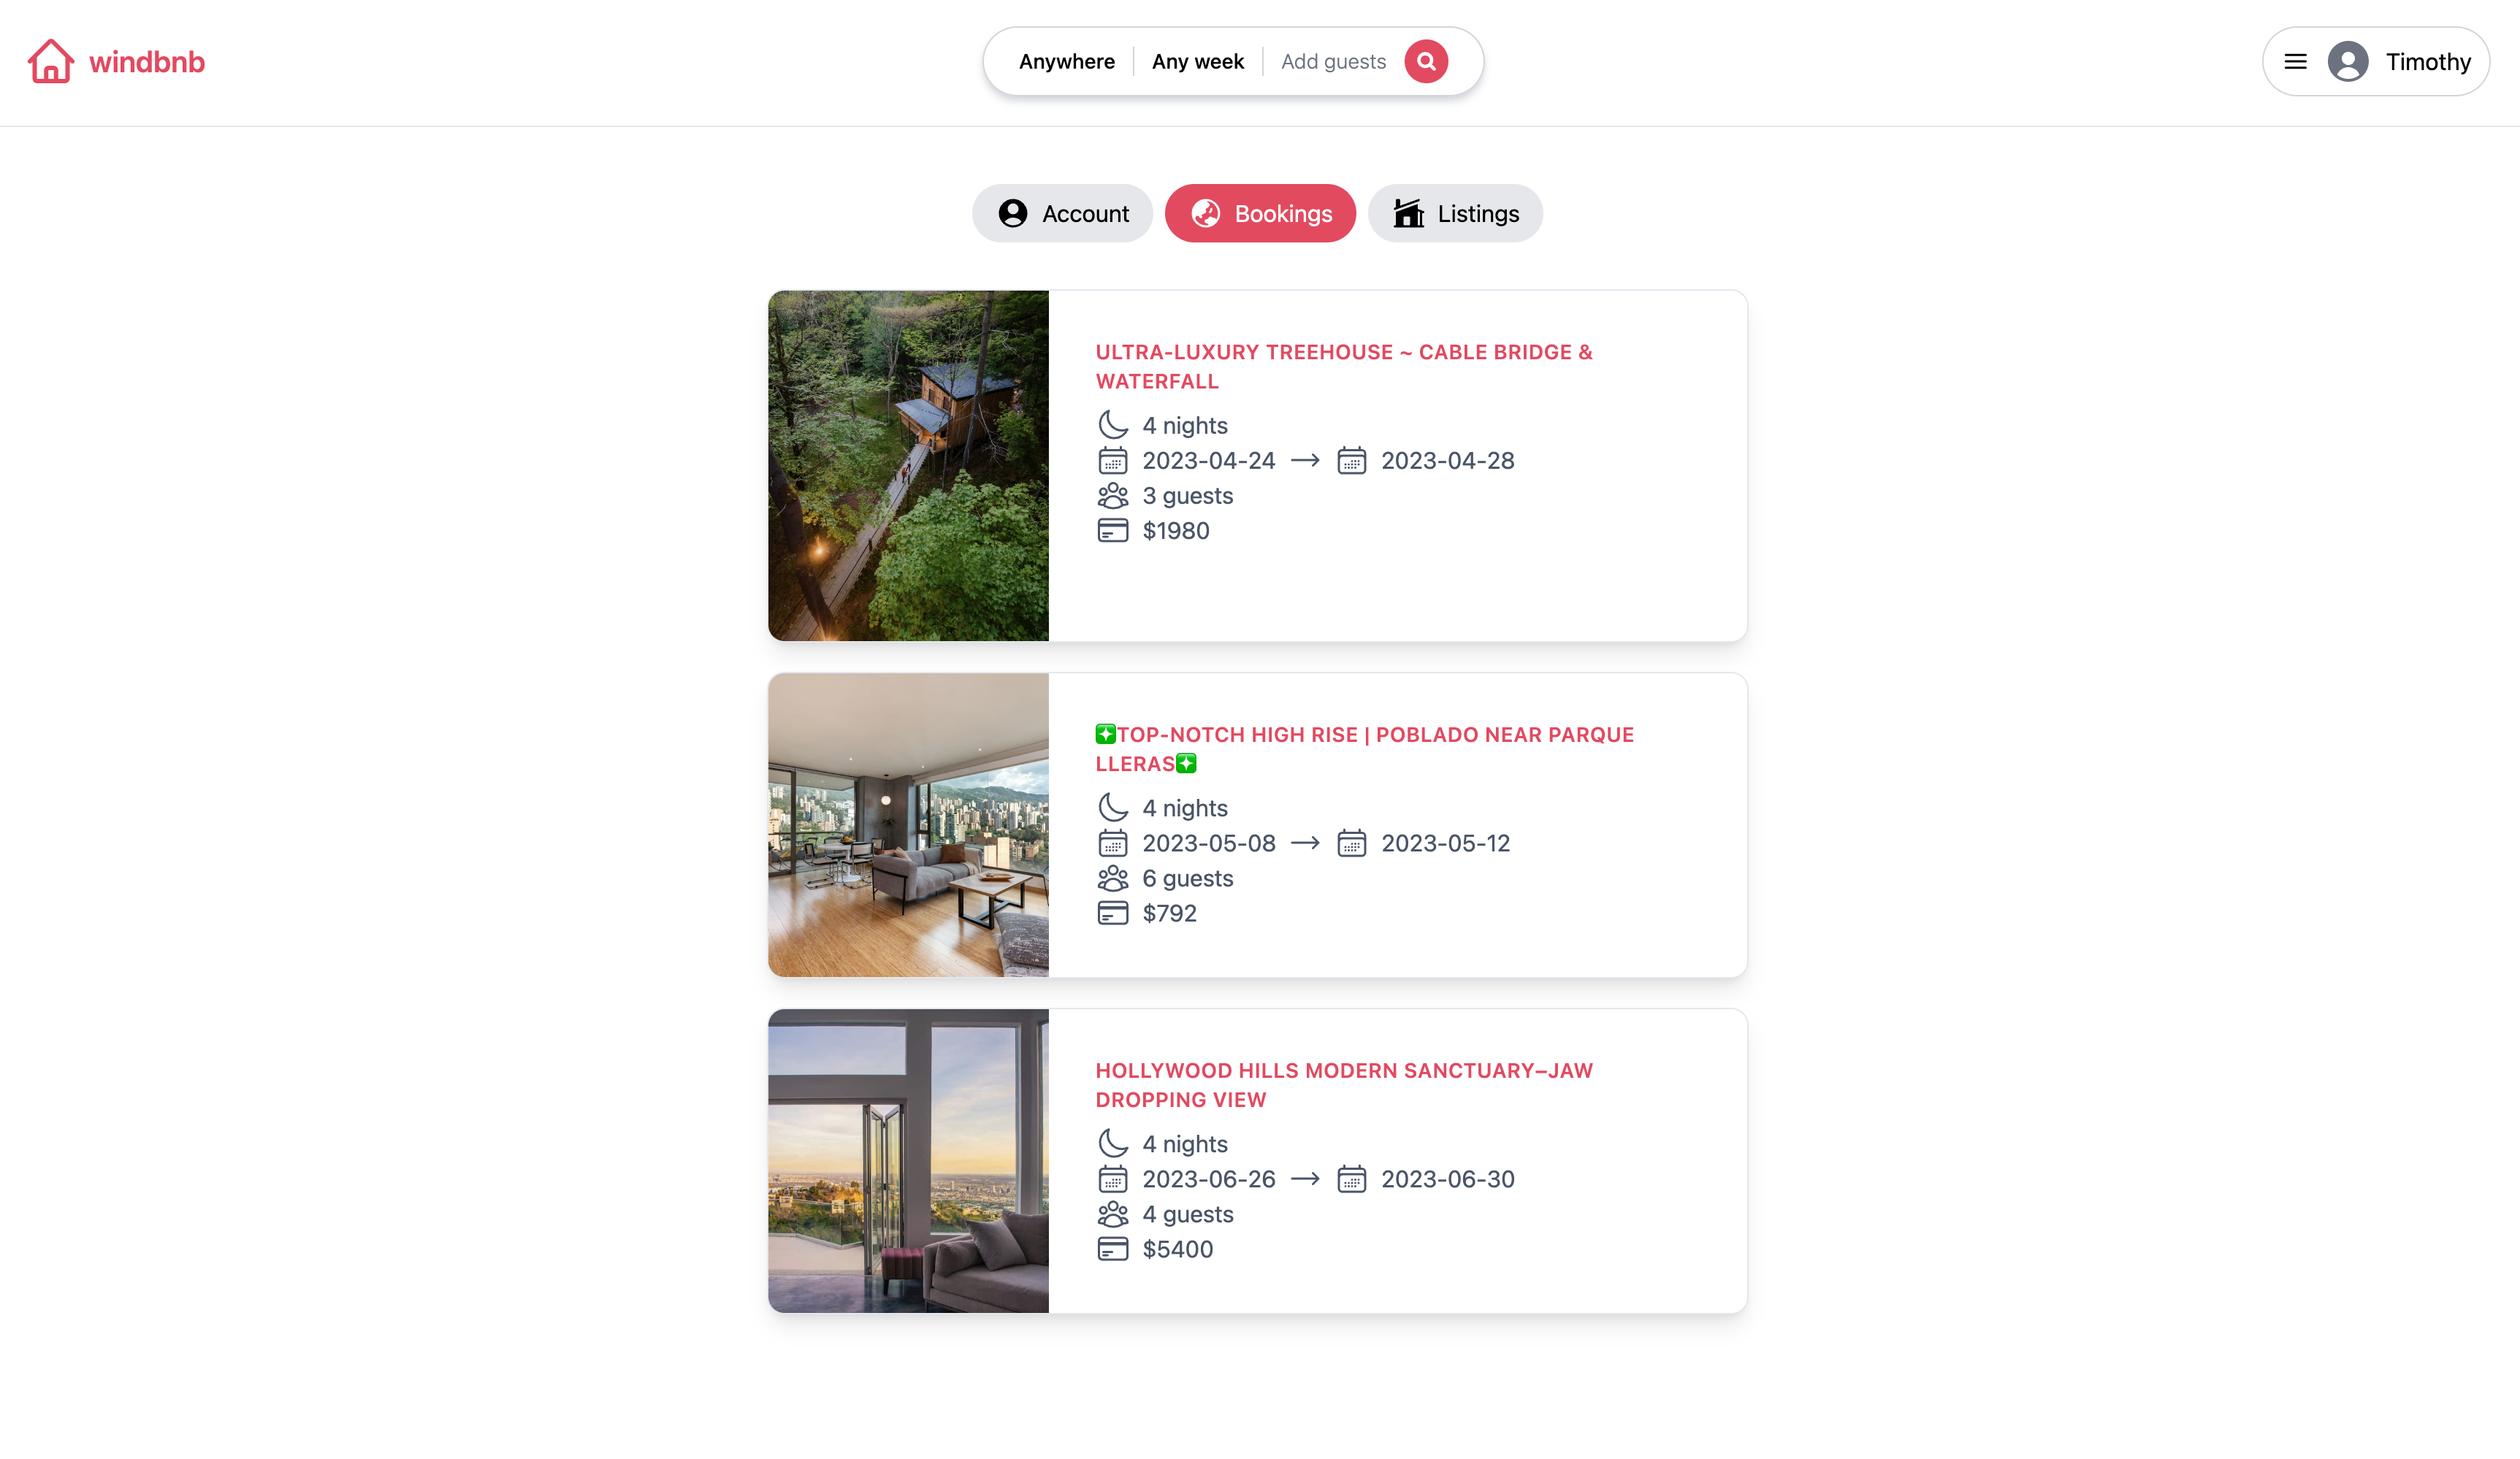 windbnb
Anywhere
Any week
Add guests
Timothy
Account
Bookings
Listings
ULTRA-LUXURY TREEHOUSE ~ CABLE BRIDGE &
WATERFALL
4 nights
2023-04-24 → 2023-04-28
3 guests
$1980
❇️TOP-NOTCH HIGH RISE | POBLADO NEAR PARQUE
LLERAS❇️
4 nights
2023-05-08 → 2023-05-12
6 guests
$792
HOLLYWOOD HILLS MODERN SANCTUARY–JAW
DROPPING VIEW
4 nights
2023-06-26 → 2023-06-30
4 guests
$5400